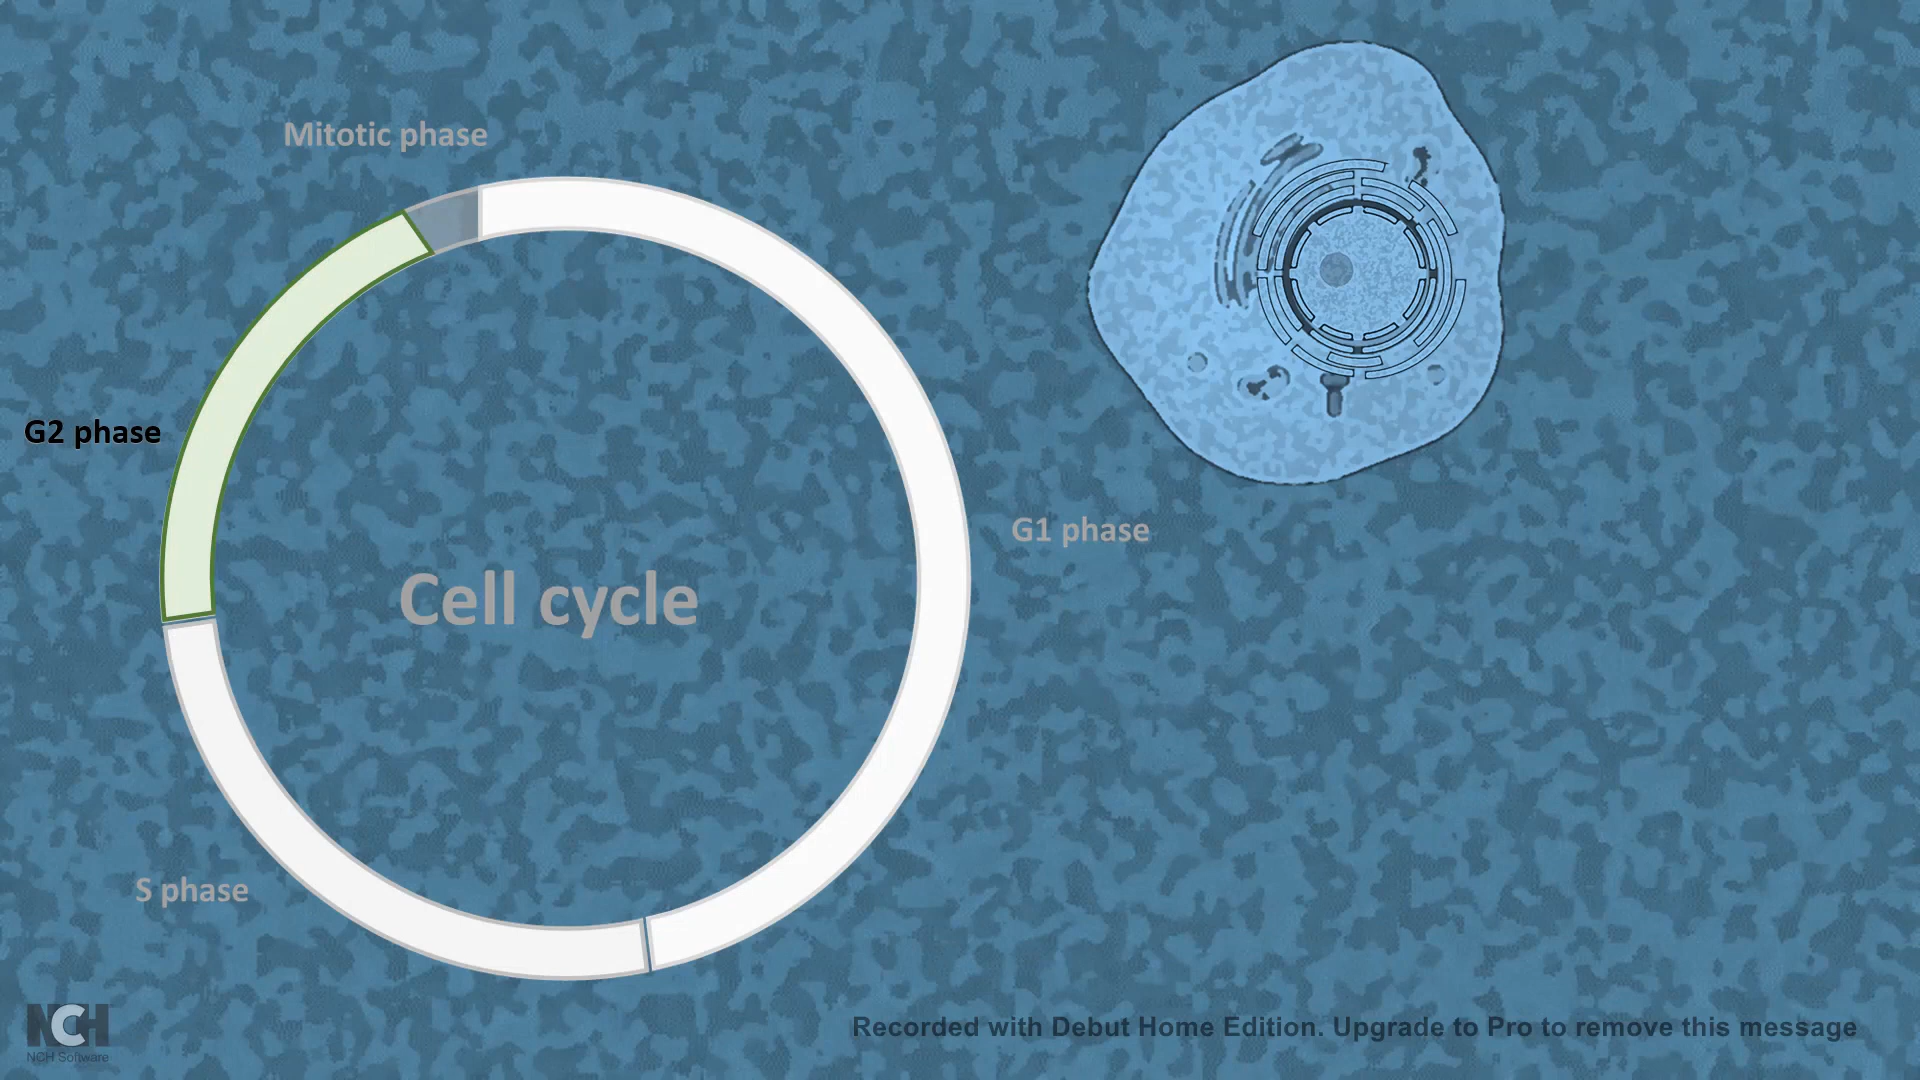 Mitotic phase
G2 phase
G1 phase
Cell cycle
S phase
NCH
NCH Software
Recorded with Debut Home Edition. Upgrade to Pro to remove this message